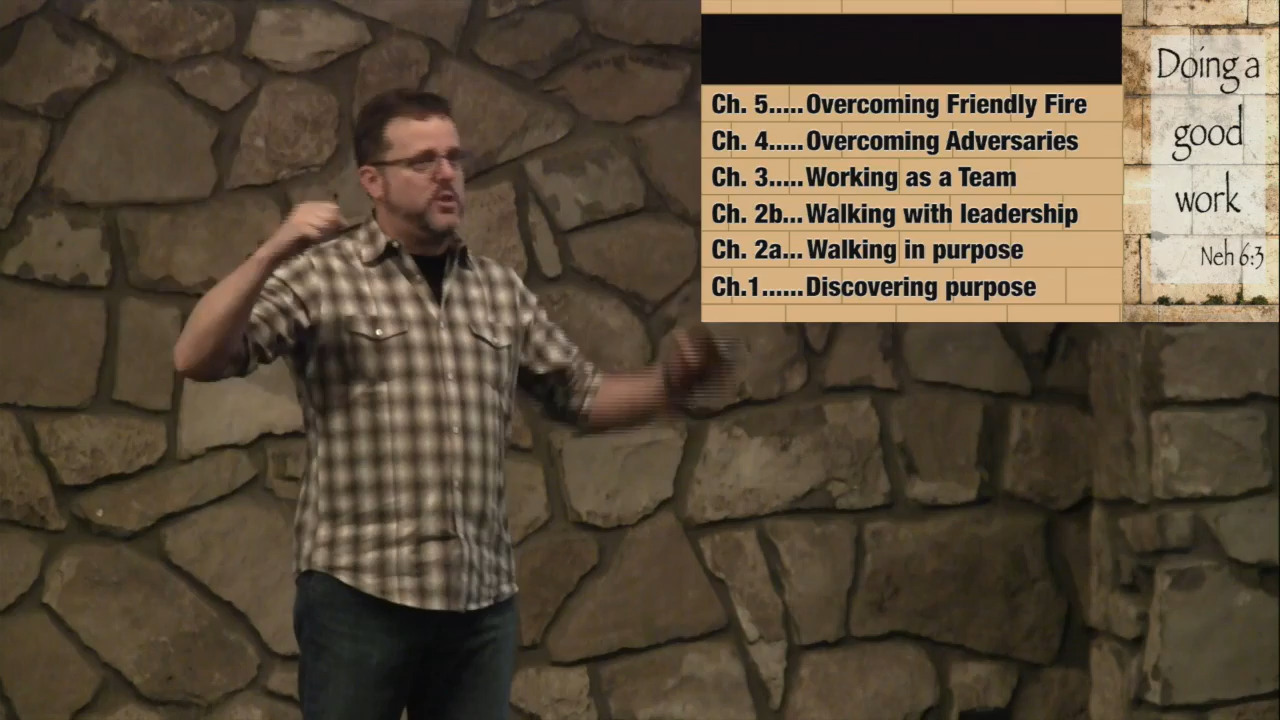 Ch. 5.....Overcoming Friendly Fire
Ch. 4.....Overcoming Adversaries
Ch. 3.....Working as a Team
Ch. 2b...Walking with leadership
Ch. 2a... Walking in purpose
Ch.1......Discovering purpose
Doing a
good
work
Neh 6:3